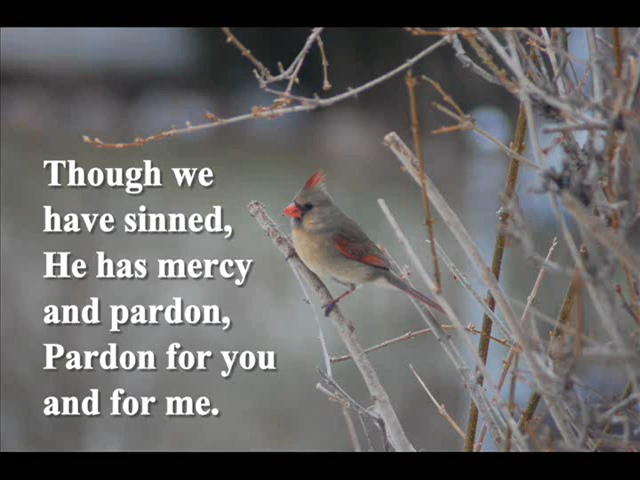 Though we
have sinned,
He has mercy
and pardon,
Pardon for you
and for me.